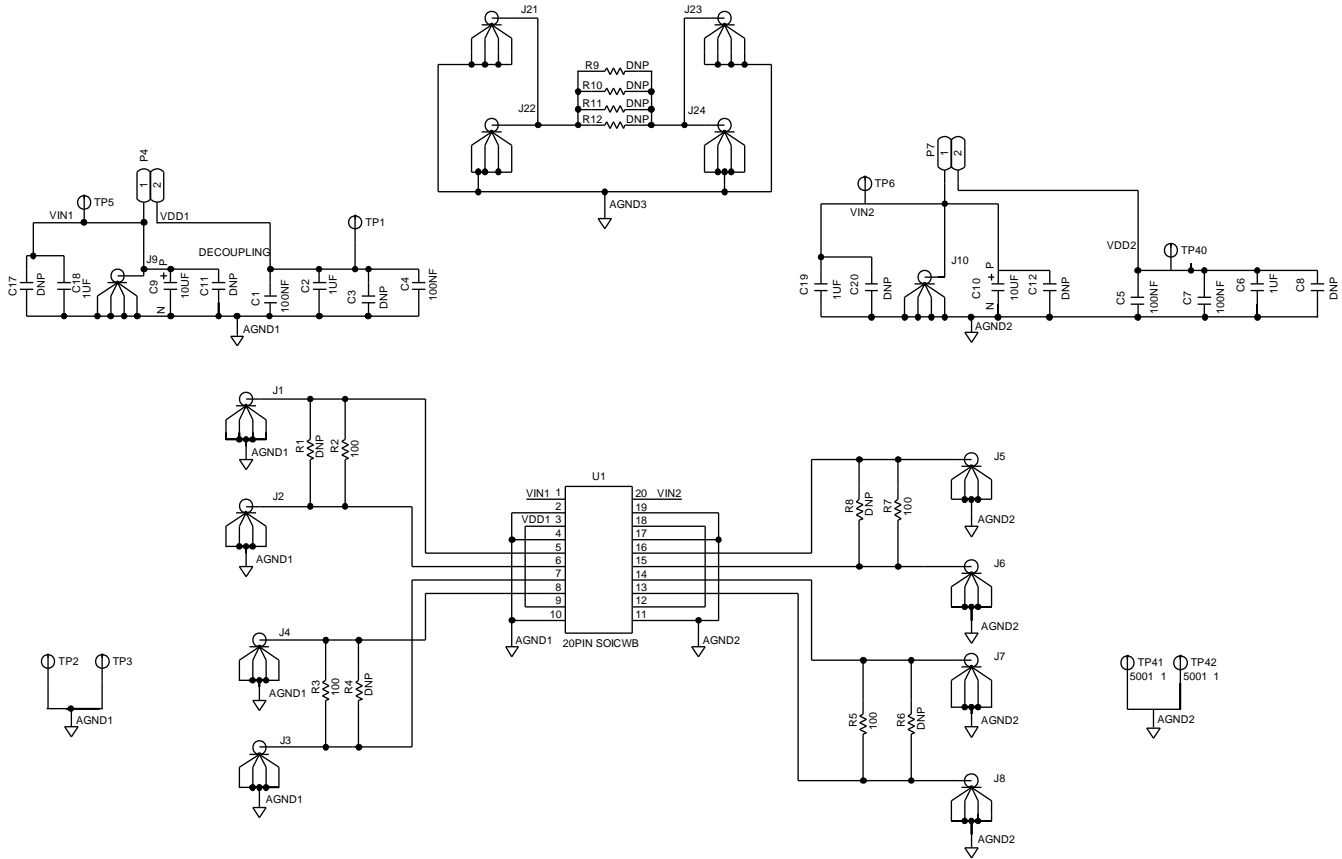 J21
J23
R9 DNP
R10 DNP
R11 DNP
R12 DNP
J22
J24
AGND3
P4
1
2
TP5
VIN1
VDD1
TP1
DECOUPLING
J9
C17
DNP
C18
1UF
C9
10UF
+
P
N
C11
DNP
C1
100NF
C2
1UF
C3
DNP
C4
100NF
AGND1
P7
1
2
TP6
VIN2
VDD2
TP40
J10
C19
1UF
C20
DNP
C10
10UF
+
P
N
C12
DNP
C5
100NF
C7
100NF
C6
1UF
C8
DNP
AGND2
J1
AGND1
R1
DNP
R2
100
J2
AGND1
J4
AGND1
R3
100
R4
DNP
J3
AGND1
TP2
TP3
AGND1
U1
VIN1 1
2
VDD1 3
4
5
6
7
8
9
10
20 VIN2
19
18
17
16
15
14
13
12
11
AGND1
20PIN SOICWB
AGND2
R8
DNP
R7
100
J5
AGND2
J6
AGND2
R5
100
R6
DNP
J7
AGND2
J8
AGND2
TP41
5001 1
TP42
5001 1
AGND2